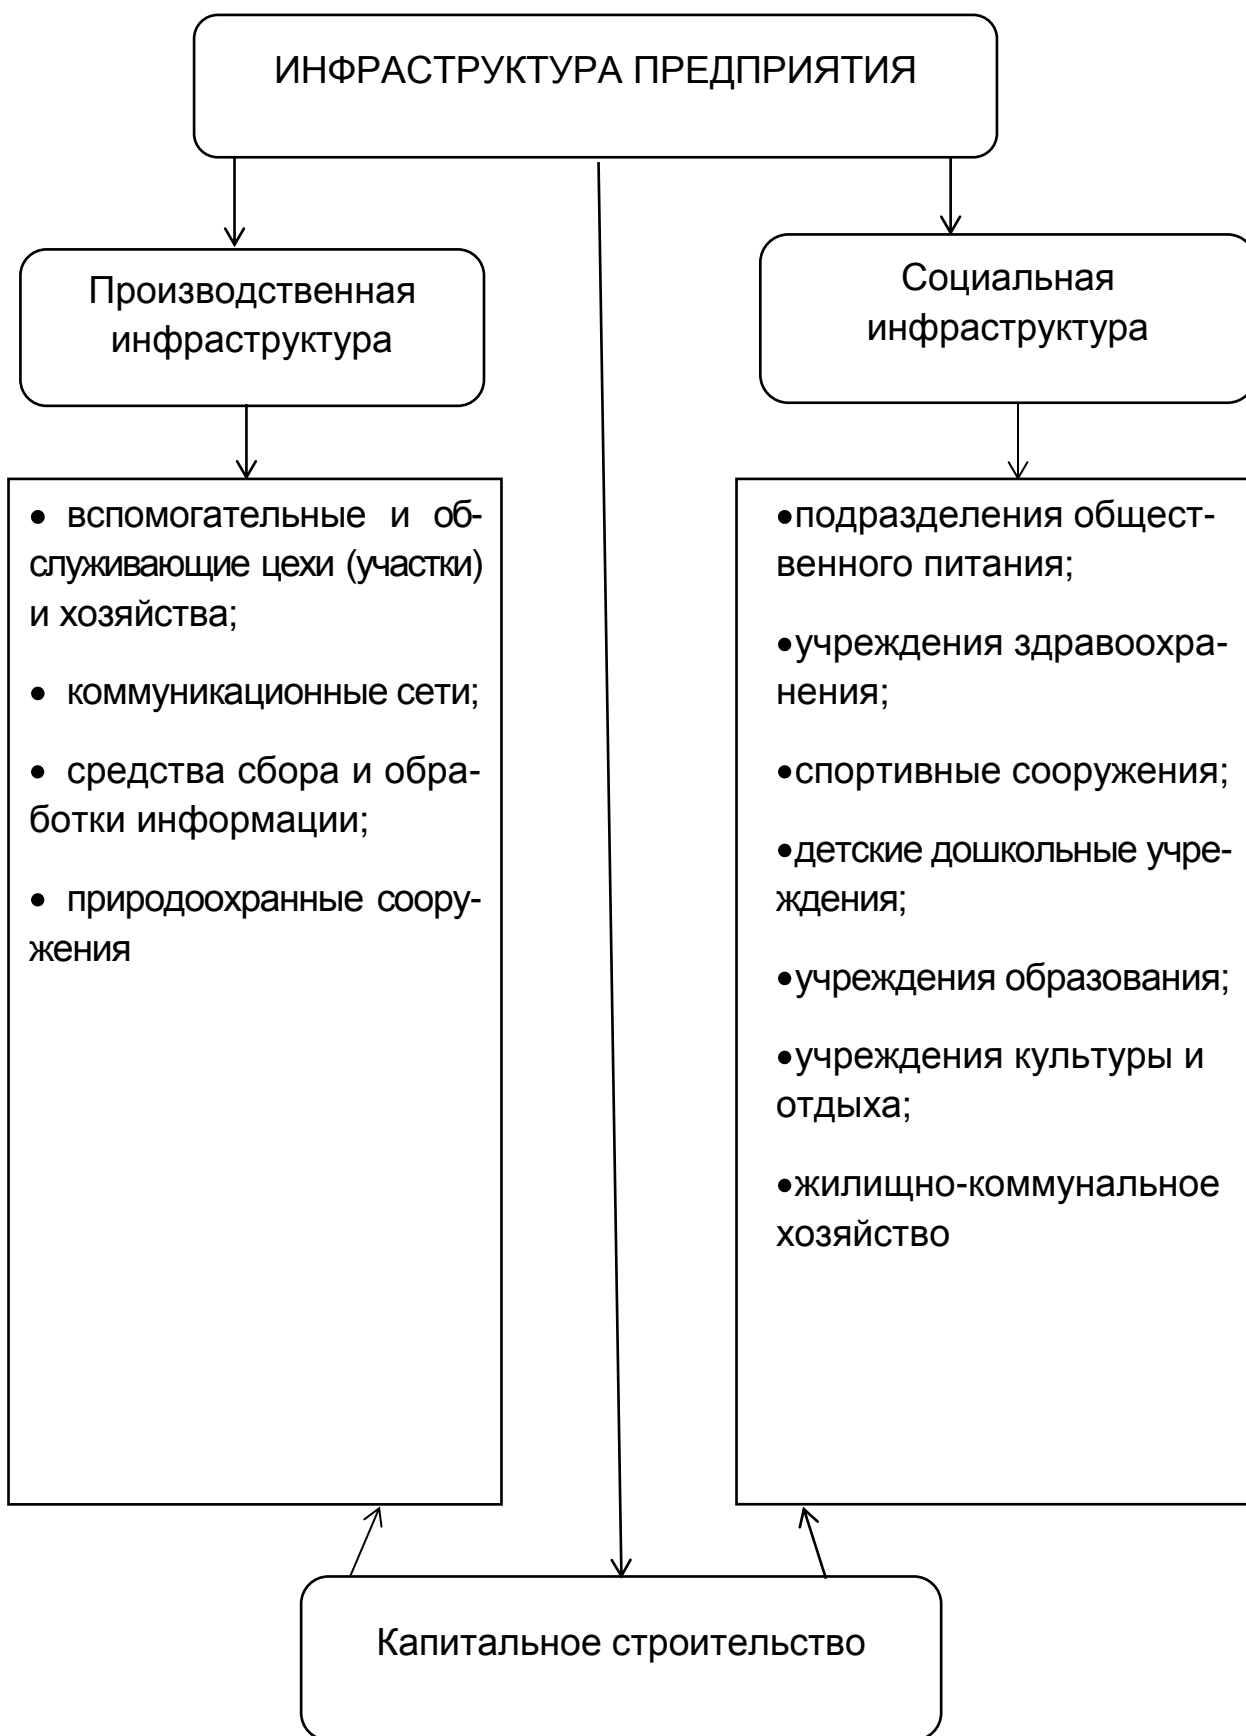 ИНФРАСТРУКТУРА ПРЕДПРИЯТИЯ
Производственная
инфраструктура
Социальная
инфраструктура
• вспомогательные и об-
служивающие цехи (участки)
и хозяйства;
• коммуникационные сети;
• средства сбора и обра-
ботки информации;
• природоохранные соору-
жения
•подразделения общест-
венного питания;
•учреждения здравоохра-
нения;
•спортивные сооружения;
•детские дошкольные учре-
ждения;
•учреждения образования;
•учреждения культуры и
отдыха;
•жилищно-коммунальное
хозяйство
Капитальное строительство